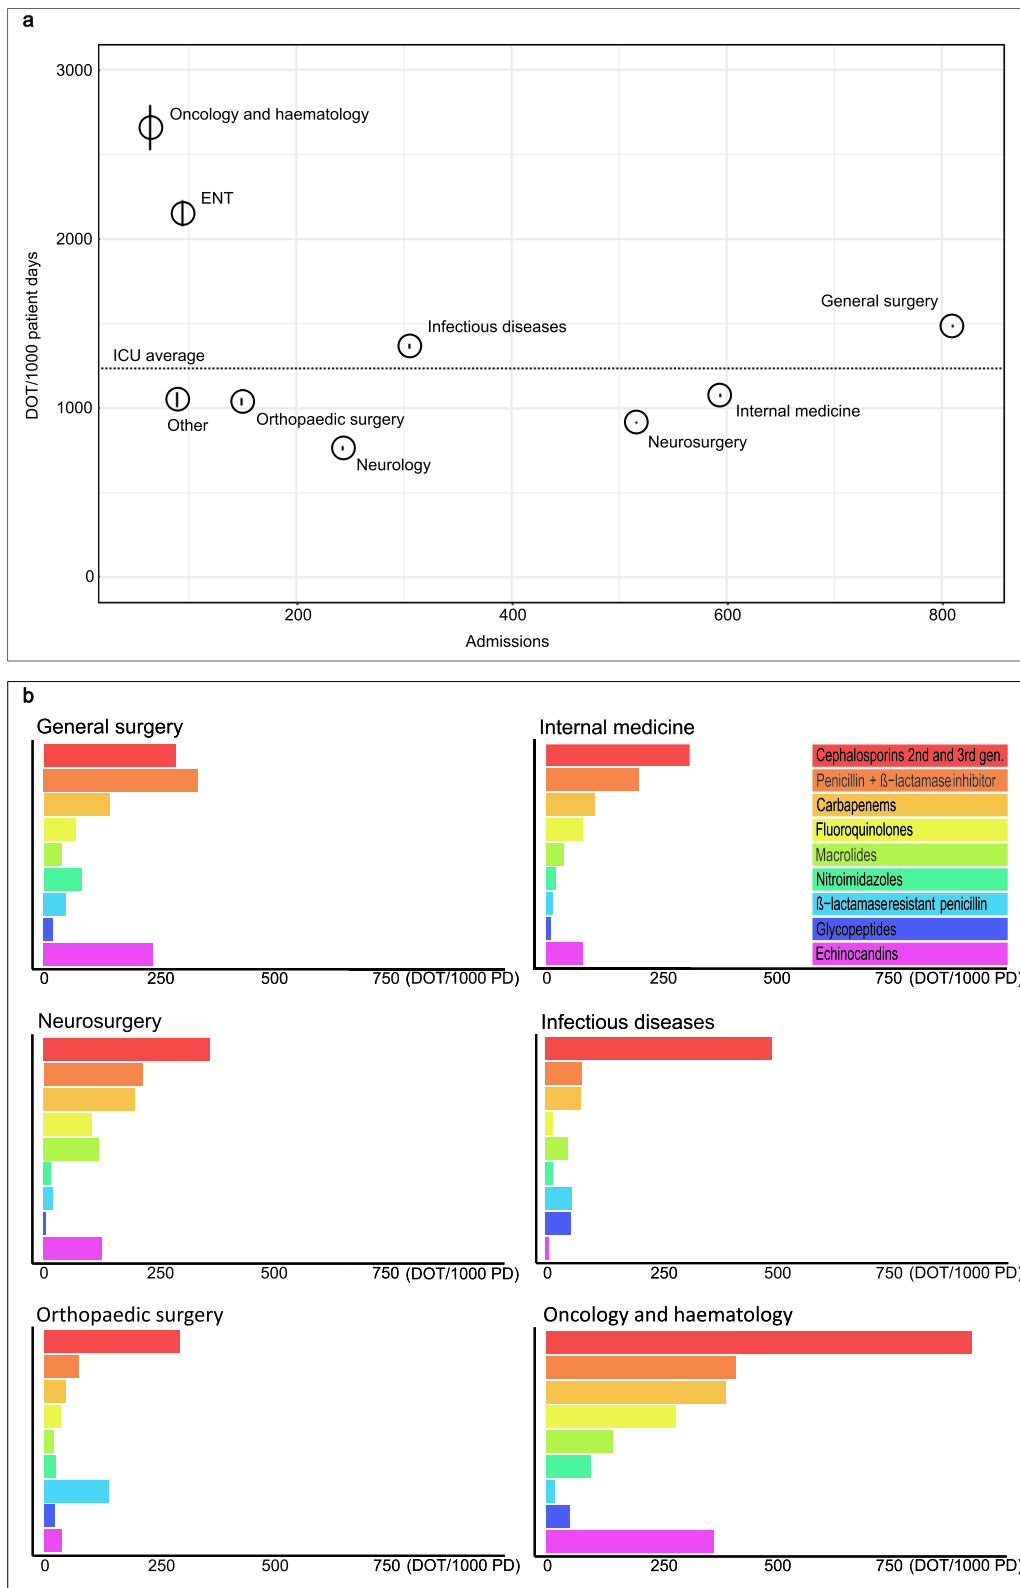 a
3000
Oncology and haematology
ENT
2000
General surgery
Infectious diseases
ICU average
1000
Other
Orthopaedic surgery
Internal medicine
Neurosurgery
Neurology
0
DOT/1000 patient days
200 400 600 800
Admissions
b
General surgery
0 250 500 750 (DOT/1000 PD)
Internal medicine
Cephalosporins 2nd and 3rd gen.
Penicillin + ß−lactamase inhibitor
Carbapenems
Fluoroquinolones
Macrolides
Nitroimidazoles
ß−lactamase resistant penicillin
Glycopeptides
Echinocandins
0 250 500 750 (DOT/1000 PD)
Neurosurgery
0 250 500 750 (DOT/1000 PD)
Infectious diseases
0 250 500 750 (DOT/1000 PD)
Orthopaedic surgery
0 250 500 750 (DOT/1000 PD)
Oncology and haematology
0 250 500 750 (DOT/1000 PD)